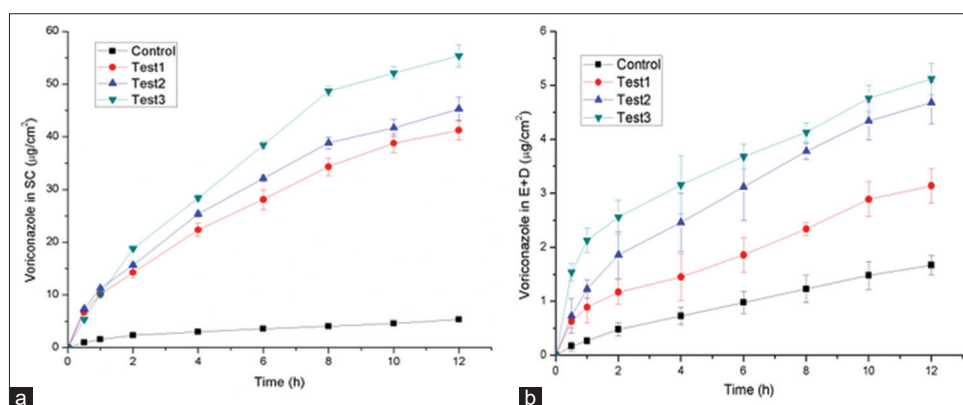 60
50
40
30
20
10
0
Voriconazole in SC (µg/cm²)
Control
Test1
Test2
Test3
0 2 4 6 8 10 12
Time (h)
a
6
5
4
3
2
1
0
Voriconazole in E+D (µg/cm²)
Control
Test1
Test2
Test3
0 2 4 6 8 10 12
Time (h)
b